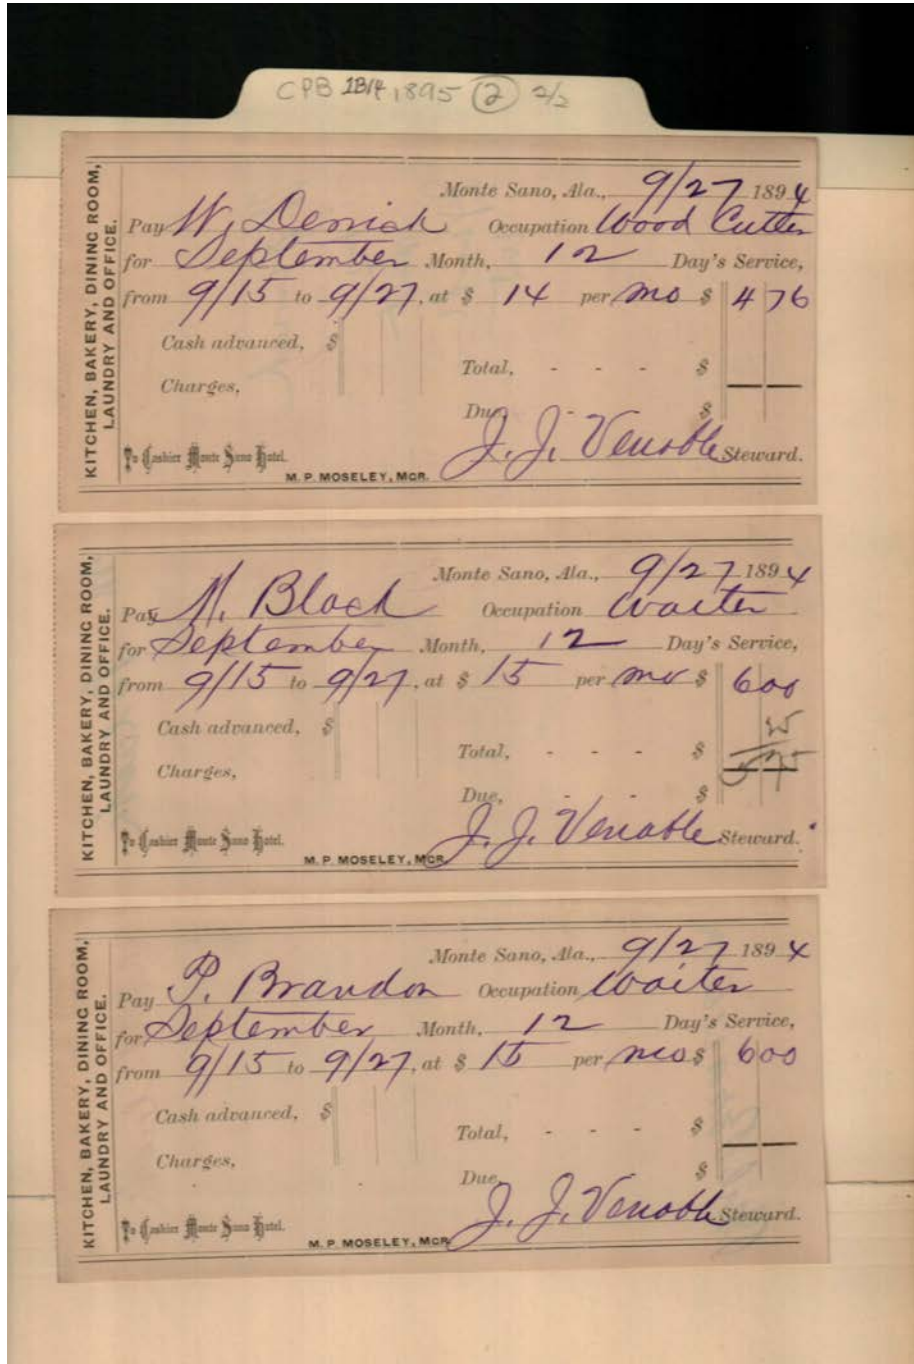 CPB 1B14, 1895 (2) 2/2
KITCHEN, BAKERY, DINING ROOM,
LAUNDRY AND OFFICE.
Monte Sano, Ala., 9/27 1894
Pay W. Derrick Occupation Wood Cutter
for September Month, 12 Day's Service,
from 9/15 to 9/27, at $ 14 per mo $ 4 76
Cash advanced, $
Total, - - - $
Charges,
Due, - $
J. J. Venable Steward.
To Cashier Monte Sano Hotel.
M. P. MOSELEY, MGR.
KITCHEN, BAKERY, DINING ROOM,
LAUNDRY AND OFFICE.
Monte Sano, Ala., 9/27 1894
Pay M. Black Occupation Waiter
for September Month, 12 Day's Service,
from 9/15 to 9/27, at $ 15 per mo $ 6 00
Cash advanced, $ 25
Total, - - - $ 5 75
Charges,
Due, - - $
J. J. Venable Steward.
To Cashier Monte Sano Hotel.
M. P. MOSELEY, MGR.
KITCHEN, BAKERY, DINING ROOM,
LAUNDRY AND OFFICE.
Monte Sano, Ala., 9/27 1894
Pay P. Brandon Occupation Waiter
for September Month, 12 Day's Service,
from 9/15 to 9/27, at $ 15 per mo $ 6 00
Cash advanced, $
Total, - - - $
Charges,
Due, $
J. J. Venable Steward.
To Cashier Monte Sano Hotel.
M. P. MOSELEY, MGR.